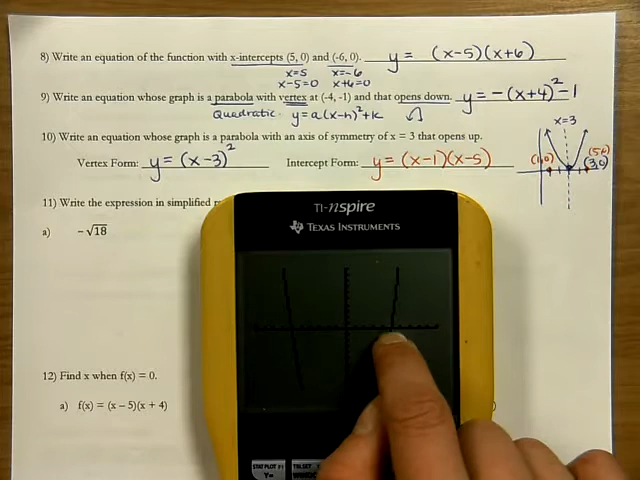 8) Write an equation of the function with x-intercepts (5, 0) and (-6, 0). y = (x-5)(x+6)
x=5 x=-6
x-5=0 x+6=0
9) Write an equation whose graph is a parabola with vertex at (-4, -1) and that opens down. y = -(x+4)²-1
Quadratic y=a(x-h)²+k
10) Write an equation whose graph is a parabola with an axis of symmetry of x = 3 that opens up.
x=3
Vertex Form: y = (x-3)² Intercept Form: y = (x-1)(x-5)
(1,0) (3,0)
11) Write the expression in simplified
a) -√18
TI-nspire
TEXAS INSTRUMENTS
12) Find x when f(x) = 0.
a) f(x) = (x – 5)(x + 4)
STAT PLOT F1
Y=